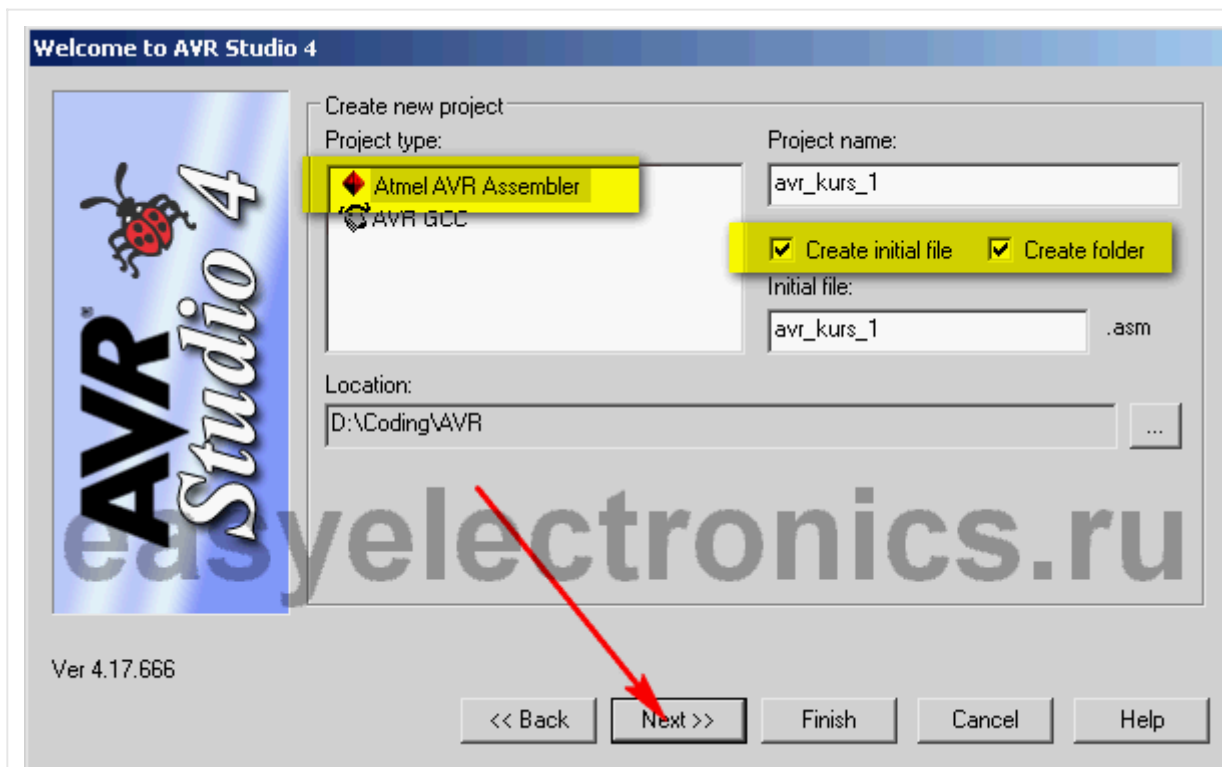 Welcome to AVR Studio 4
Create new project
Project type:
Project name:
Atmel AVR Assembler
AVR GCC
avr_kurs_1
Create initial file
Create folder
Initial file:
avr_kurs_1
.asm
Location:
D:\Coding\AVR
...
AVR®
Studio 4
easyelectronics.ru
Ver 4.17.666
<< Back
Next >>
Finish
Cancel
Help